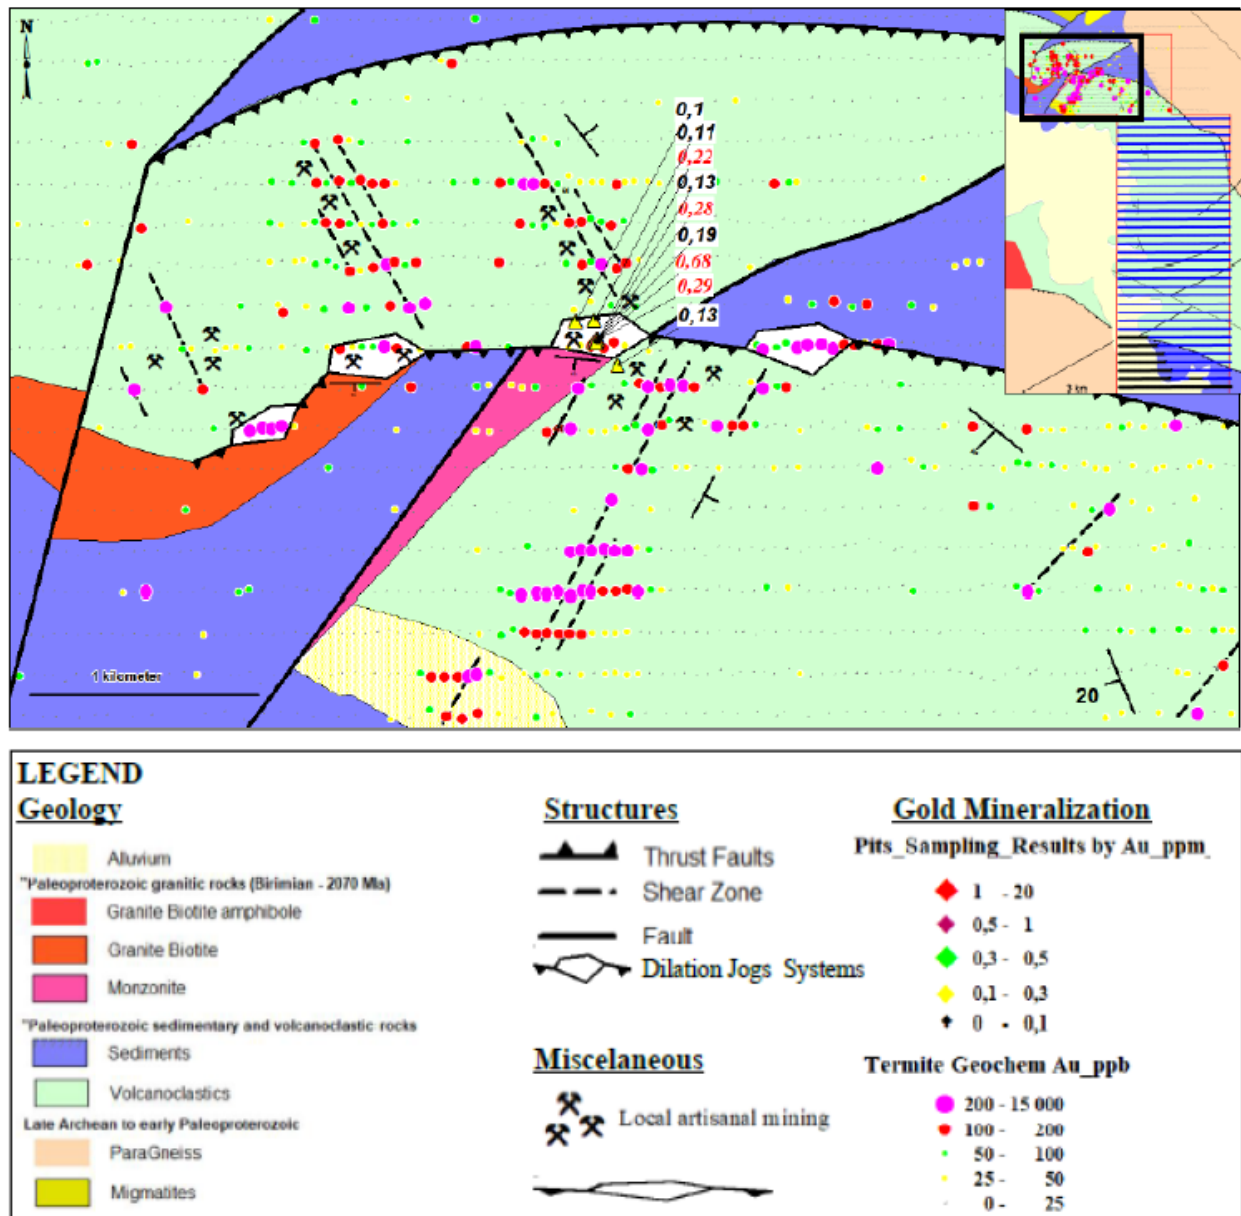 N
0,1
0,11
0,22
0,13
0,28
0,19
0,68
0,29
0,13
1 kilometer
20
2 km
LEGEND
Geology
Alluvium
"Paleoproterozoic granitic rocks (Birimian - 2070 Mla)
Granite Biotite amphibole
Granite Biotite
Monzonite
"Paleoproterozoic sedimentary and volcanoclastic rocks
Sediments
Volcanoclastics
Late Archean to early Paleoproterozoic
ParaGneiss
Migmatites
Structures
Thrust Faults
Shear Zone
Fault
Dilation Jogs Systems
Miscelaneous
Local artisanal mining
Gold Mineralization
Pits_Sampling_Results by Au_ppm_
1 - 20
0,5 - 1
0,3 - 0,5
0,1 - 0,3
0 - 0,1
Termite Geochem Au_ppb
200 - 15 000
100 - 200
50 - 100
25 - 50
0 - 25